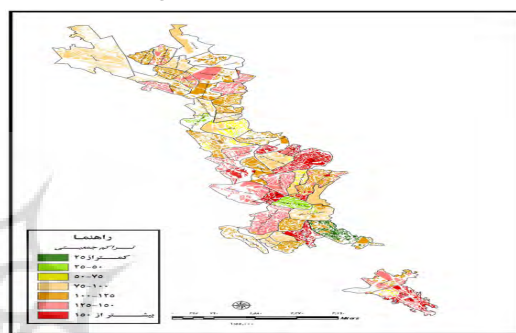 راهنما
تراکم جمعیتی
کمتر از ۲۵
۲۵-۵۰
۵۰-۷۵
۷۵-۱۰۰
۱۰۰-۱۲۵
۱۲۵-۱۵۰
بیشتر از ۱۵۰